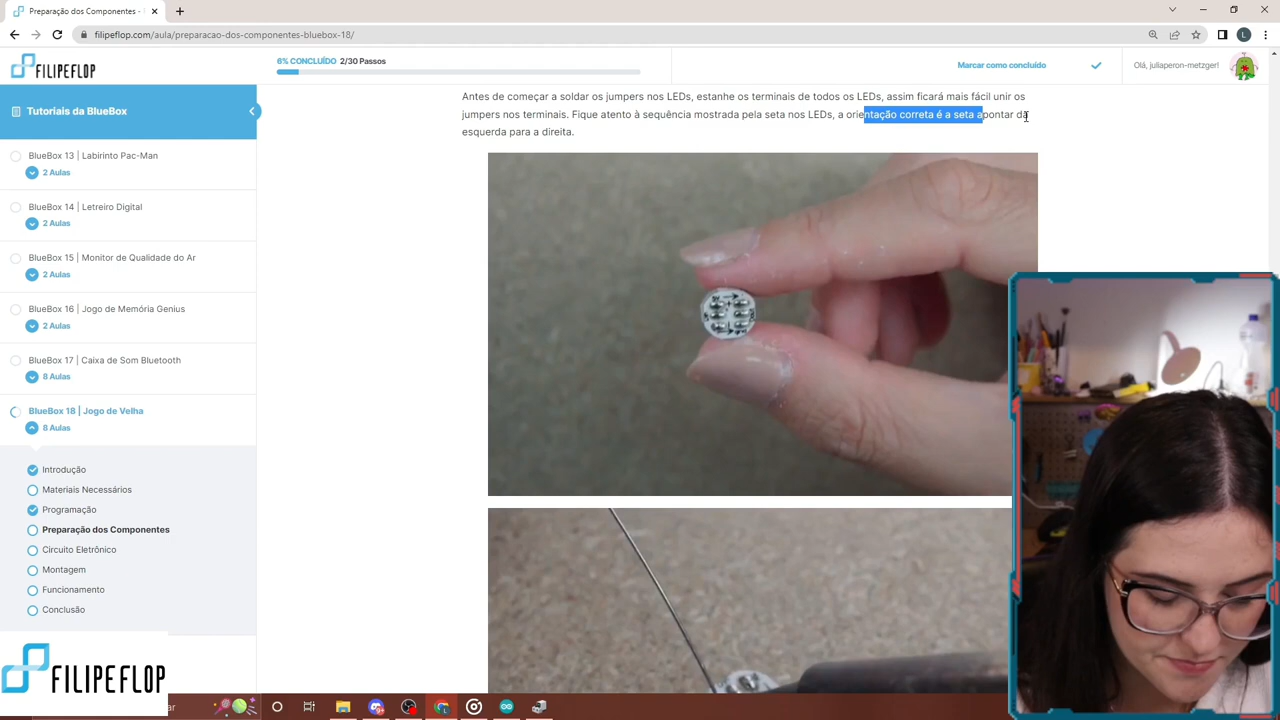 Preparação dos Componentes -
filipeflop.com/aula/preparacao-dos-componentes-bluebox-18/
L
FILIPEFLOP
6% CONCLUÍDO 2/30 Passos
Marcar como concluído
Olá, juliaperon-metzger!
Tutoriais da BlueBox
BlueBox 13 | Labirinto Pac-Man
2 Aulas
BlueBox 14 | Letreiro Digital
2 Aulas
BlueBox 15 | Monitor de Qualidade do Ar
2 Aulas
BlueBox 16 | Jogo de Memória Genius
2 Aulas
BlueBox 17 | Caixa de Som Bluetooth
8 Aulas
BlueBox 18 | Jogo de Velha
8 Aulas
Introdução
Materiais Necessários
Programação
Preparação dos Componentes
Circuito Eletrônico
Montagem
Funcionamento
Conclusão
Antes de começar a soldar os jumpers nos LEDs, estanhe os terminais de todos os LEDs, assim ficará mais fácil unir os
jumpers nos terminais. Fique atento à sequência mostrada pela seta nos LEDs, a orientação correta é a seta apontar da
esquerda para a direita.
FILIPEFLOP
ar